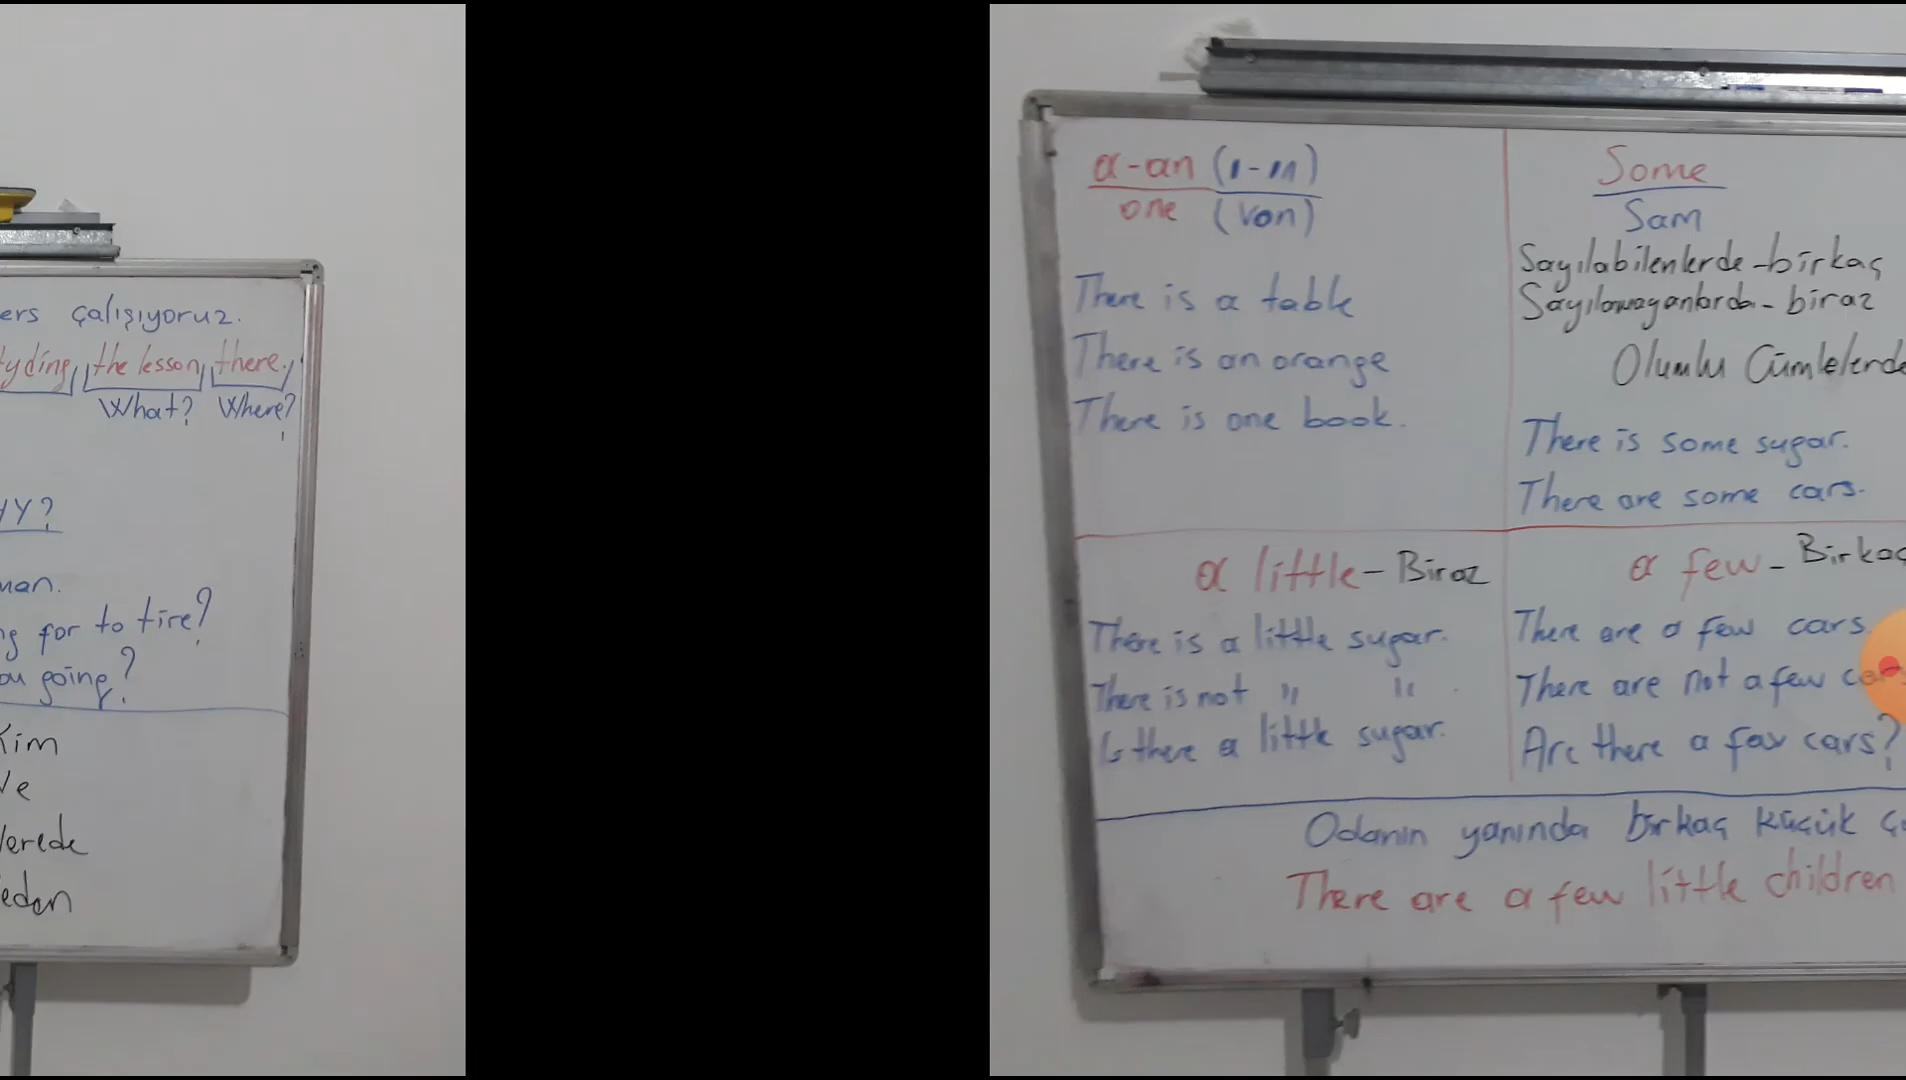 ers çalışıyoruz.
tyding, the lesson, there,
What? Where?
HY?
man.
ng for to tire?
ou going?
Kim
Ne
Nerede
Neden
a-an (ı-ın)
one (von)
There is a table
There is an orange
There is one book.
Some
Sam
Sayılabilenlerde-birkaç
Sayılamayanlarda-biraz
Olumlu Cümlelerde
There is some sugar.
There are some cars.
a little-Biraz
There is a little sugar.
There is not " " .
Is there a little sugar.
a few-Birkaç
There are a few cars.
There are not a few ca
Are there a few cars?
Odanın yanında birkaç küçük ço
There are a few little children